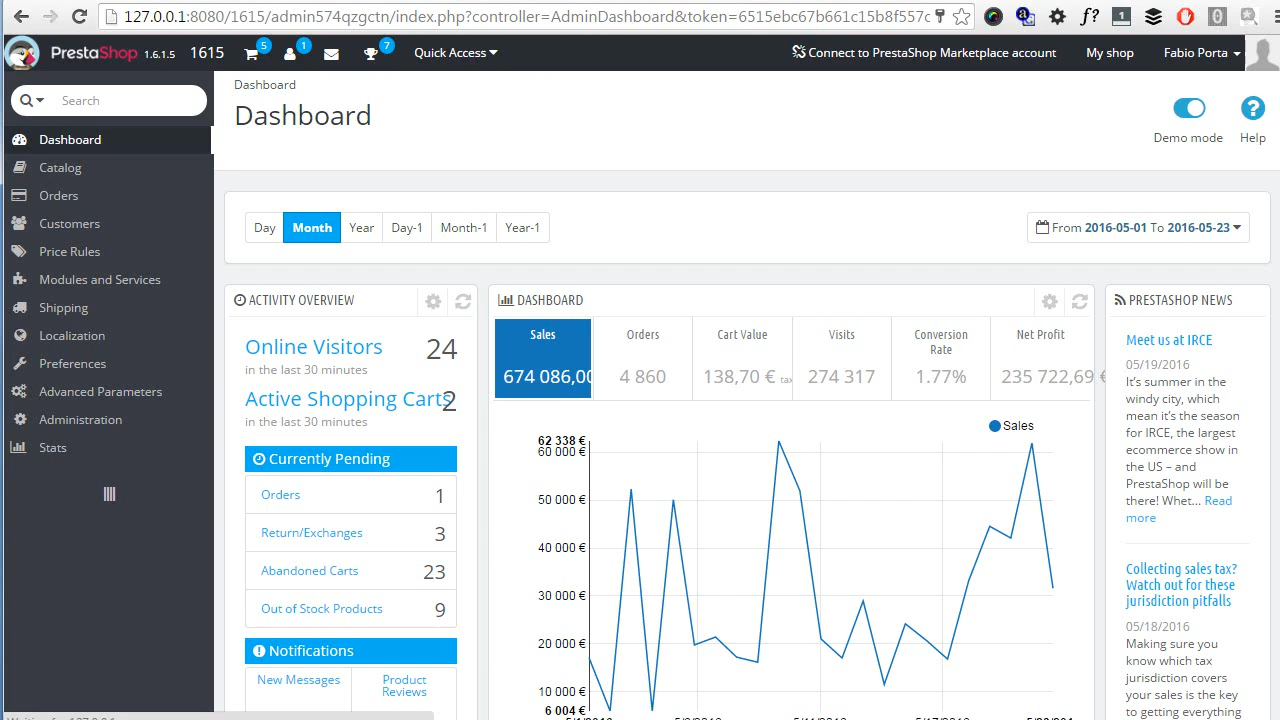 127.0.0.1:8080/1615/admin574qzgctn/index.php?controller=AdminDashboard&token=6515ebc67b661c15b8f557c
PrestaShop 1.6.1.5 1615 5 1 7 Quick Access Connect to PrestaShop Marketplace account My shop Fabio Porta
Search
Dashboard
Catalog
Orders
Customers
Price Rules
Modules and Services
Shipping
Localization
Preferences
Advanced Parameters
Administration
Stats
Dashboard
Dashboard
Demo mode
Help
Day Month Year Day-1 Month-1 Year-1
From 2016-05-01 To 2016-05-23
ACTIVITY OVERVIEW
Online Visitors 24
in the last 30 minutes
Active Shopping Carts 2
in the last 30 minutes
Currently Pending
Orders 1
Return/Exchanges 3
Abandoned Carts 23
Out of Stock Products 9
Notifications
New Messages
Product
Reviews
DASHBOARD
Sales
674 086,00
Orders
4 860
Cart Value
138,70 € tax
Visits
274 317
Conversion
Rate
1.77%
Net Profit
235 722,69 €
Sales
62 338 €
60 000 €
50 000 €
40 000 €
30 000 €
20 000 €
10 000 €
6 004 €
PRESTASHOP NEWS
Meet us at IRCE
05/19/2016
It's summer in the
windy city, which
mean it's the season
for IRCE, the largest
ecommerce show in
the US – and
PrestaShop will be
there! Whet... Read
more
Collecting sales tax?
Watch out for these
jurisdiction pitfalls
05/18/2016
Making sure you
know which tax
jurisdiction covers
your sales is the key
to getting everything